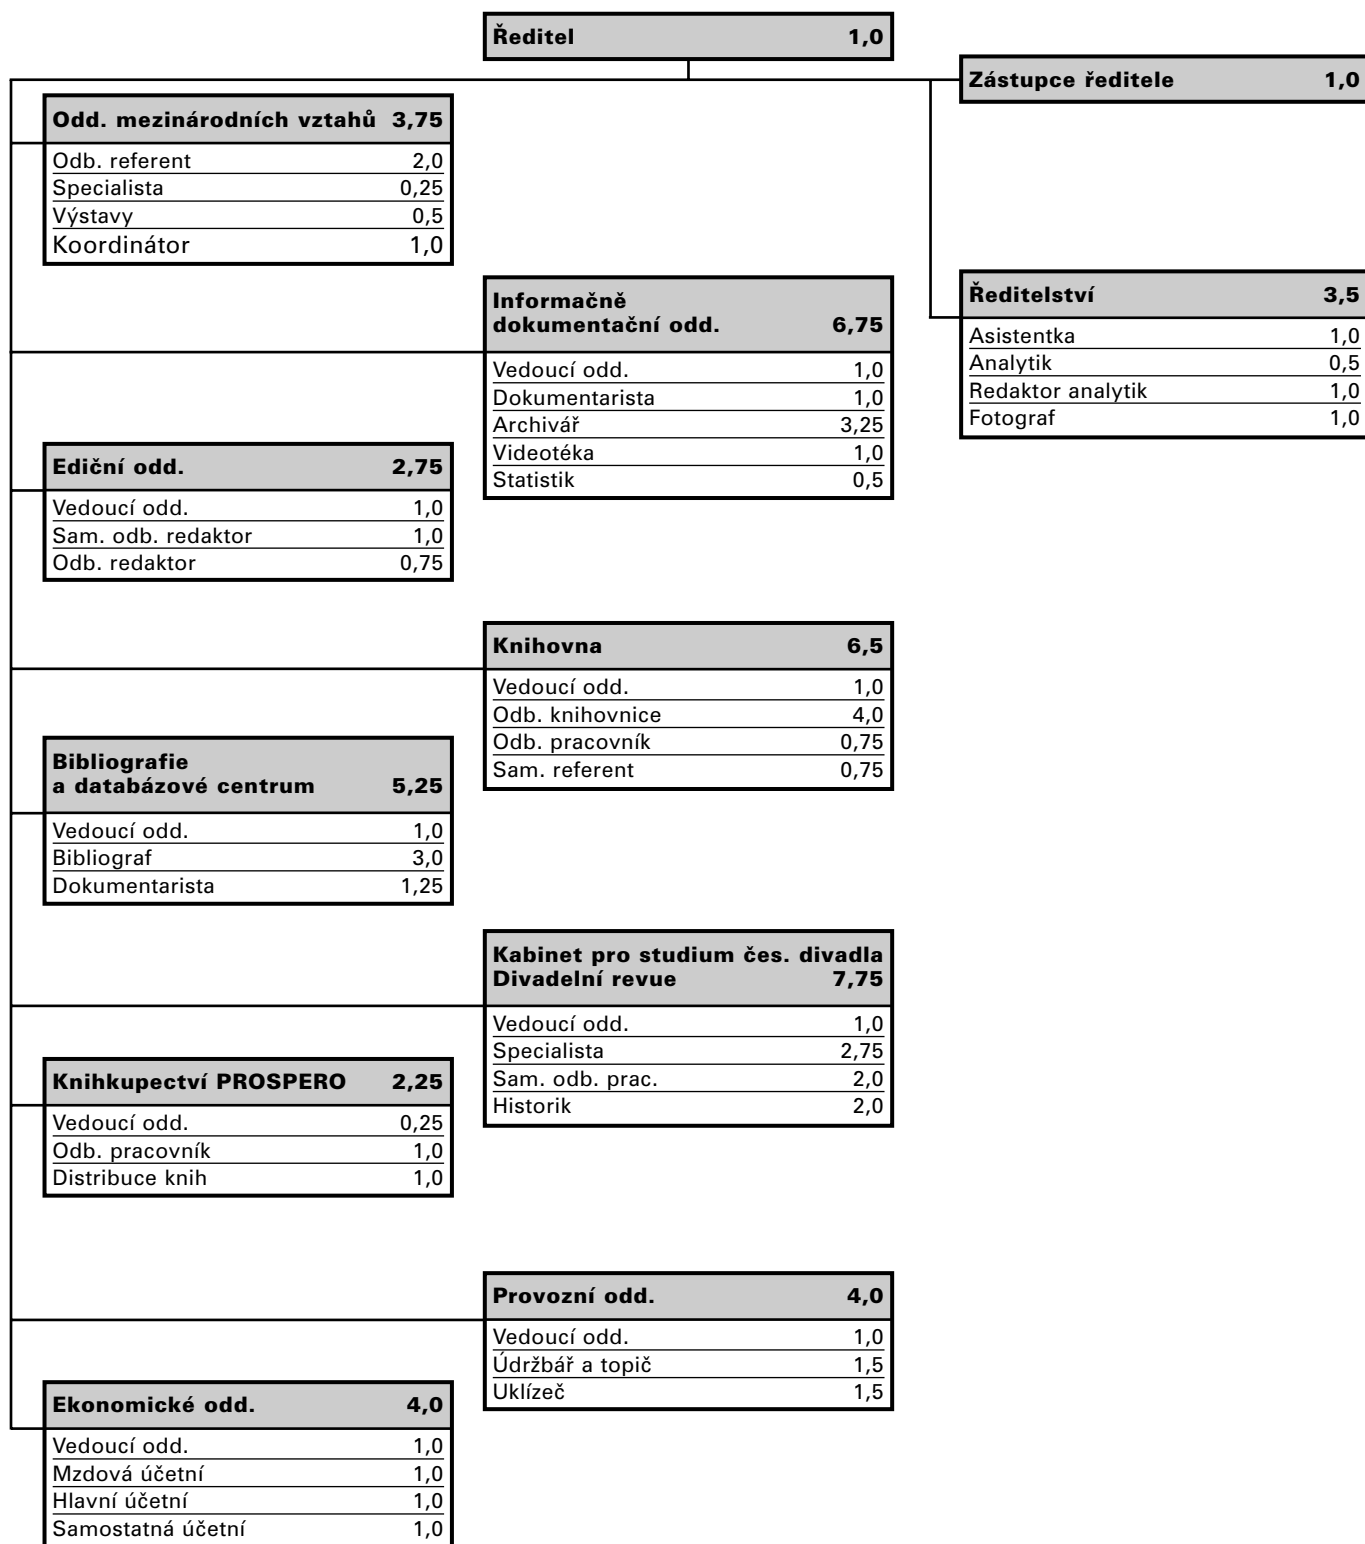 Ředitel 1,0
Zástupce ředitele 1,0
Odd. mezinárodních vztahů 3,75
Odb. referent 2,0
Specialista 0,25
Výstavy 0,5
Koordinátor 1,0
Informačně
dokumentační odd. 6,75
Vedoucí odd. 1,0
Dokumentarista 1,0
Archivář 3,25
Videotéka 1,0
Statistik 0,5
Ředitelství 3,5
Asistentka 1,0
Analytik 0,5
Redaktor analytik 1,0
Fotograf 1,0
Ediční odd. 2,75
Vedoucí odd. 1,0
Sam. odb. redaktor 1,0
Odb. redaktor 0,75
Knihovna 6,5
Vedoucí odd. 1,0
Odb. knihovnice 4,0
Odb. pracovník 0,75
Sam. referent 0,75
Bibliografie
a databázové centrum 5,25
Vedoucí odd. 1,0
Bibliograf 3,0
Dokumentarista 1,25
Kabinet pro studium čes. divadla
Divadelní revue 7,75
Vedoucí odd. 1,0
Specialista 2,75
Sam. odb. prac. 2,0
Historik 2,0
Knihkupectví PROSPERO 2,25
Vedoucí odd. 0,25
Odb. pracovník 1,0
Distribuce knih 1,0
Provozní odd. 4,0
Vedoucí odd. 1,0
Údržbář a topič 1,5
Uklízeč 1,5
Ekonomické odd. 4,0
Vedoucí odd. 1,0
Mzdová účetní 1,0
Hlavní účetní 1,0
Samostatná účetní 1,0